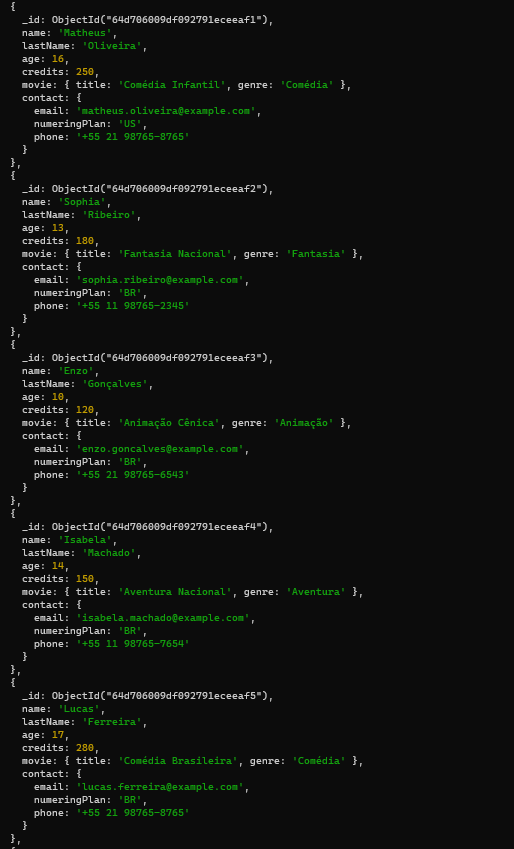 {
  _id: ObjectId("64d706009df092791eceeaf1"),
  name: 'Matheus',
  lastName: 'Oliveira',
  age: 16,
  credits: 250,
  movie: { title: 'Comédia Infantil', genre: 'Comédia' },
  contact: {
    email: 'matheus.oliveira@example.com',
    numeringPlan: 'US',
    phone: '+55 21 98765-8765'
  }
},
{
  _id: ObjectId("64d706009df092791eceeaf2"),
  name: 'Sophia',
  lastName: 'Ribeiro',
  age: 13,
  credits: 180,
  movie: { title: 'Fantasia Nacional', genre: 'Fantasia' },
  contact: {
    email: 'sophia.ribeiro@example.com',
    numeringPlan: 'BR',
    phone: '+55 11 98765-2345'
  }
},
{
  _id: ObjectId("64d706009df092791eceeaf3"),
  name: 'Enzo',
  lastName: 'Gonçalves',
  age: 10,
  credits: 120,
  movie: { title: 'Animação Cênica', genre: 'Animação' },
  contact: {
    email: 'enzo.goncalves@example.com',
    numeringPlan: 'BR',
    phone: '+55 21 98765-6543'
  }
},
{
  _id: ObjectId("64d706009df092791eceeaf4"),
  name: 'Isabela',
  lastName: 'Machado',
  age: 14,
  credits: 150,
  movie: { title: 'Aventura Nacional', genre: 'Aventura' },
  contact: {
    email: 'isabela.machado@example.com',
    numeringPlan: 'BR',
    phone: '+55 11 98765-7654'
  }
},
{
  _id: ObjectId("64d706009df092791eceeaf5"),
  name: 'Lucas',
  lastName: 'Ferreira',
  age: 17,
  credits: 280,
  movie: { title: 'Comédia Brasileira', genre: 'Comédia' },
  contact: {
    email: 'lucas.ferreira@example.com',
    numeringPlan: 'BR',
    phone: '+55 21 98765-8765'
  }
},